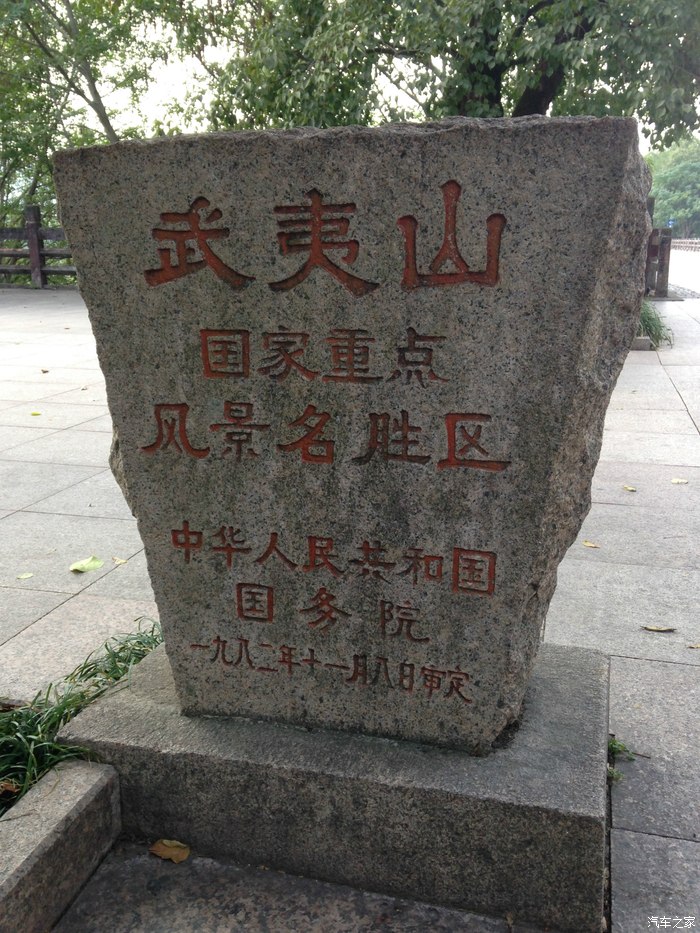 武夷山
国家重点
风景名胜区
中华人民共和国
国务院
一九八二年十一月八日审定
汽车之家